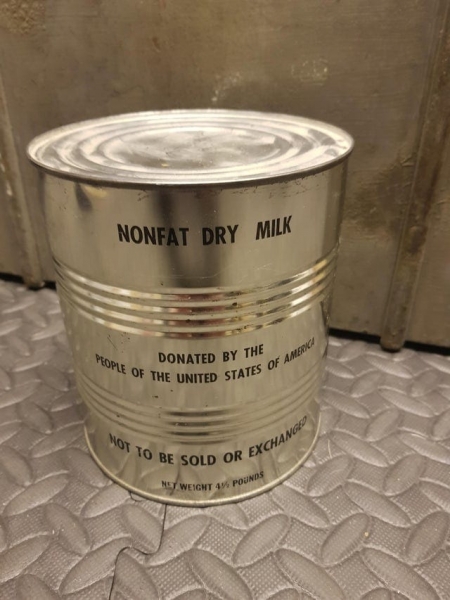 NONFAT DRY MILK
DONATED BY THE
PEOPLE OF THE UNITED STATES OF AMERICA
NOT TO BE SOLD OR EXCHANGED
NET WEIGHT 4½ POUNDS